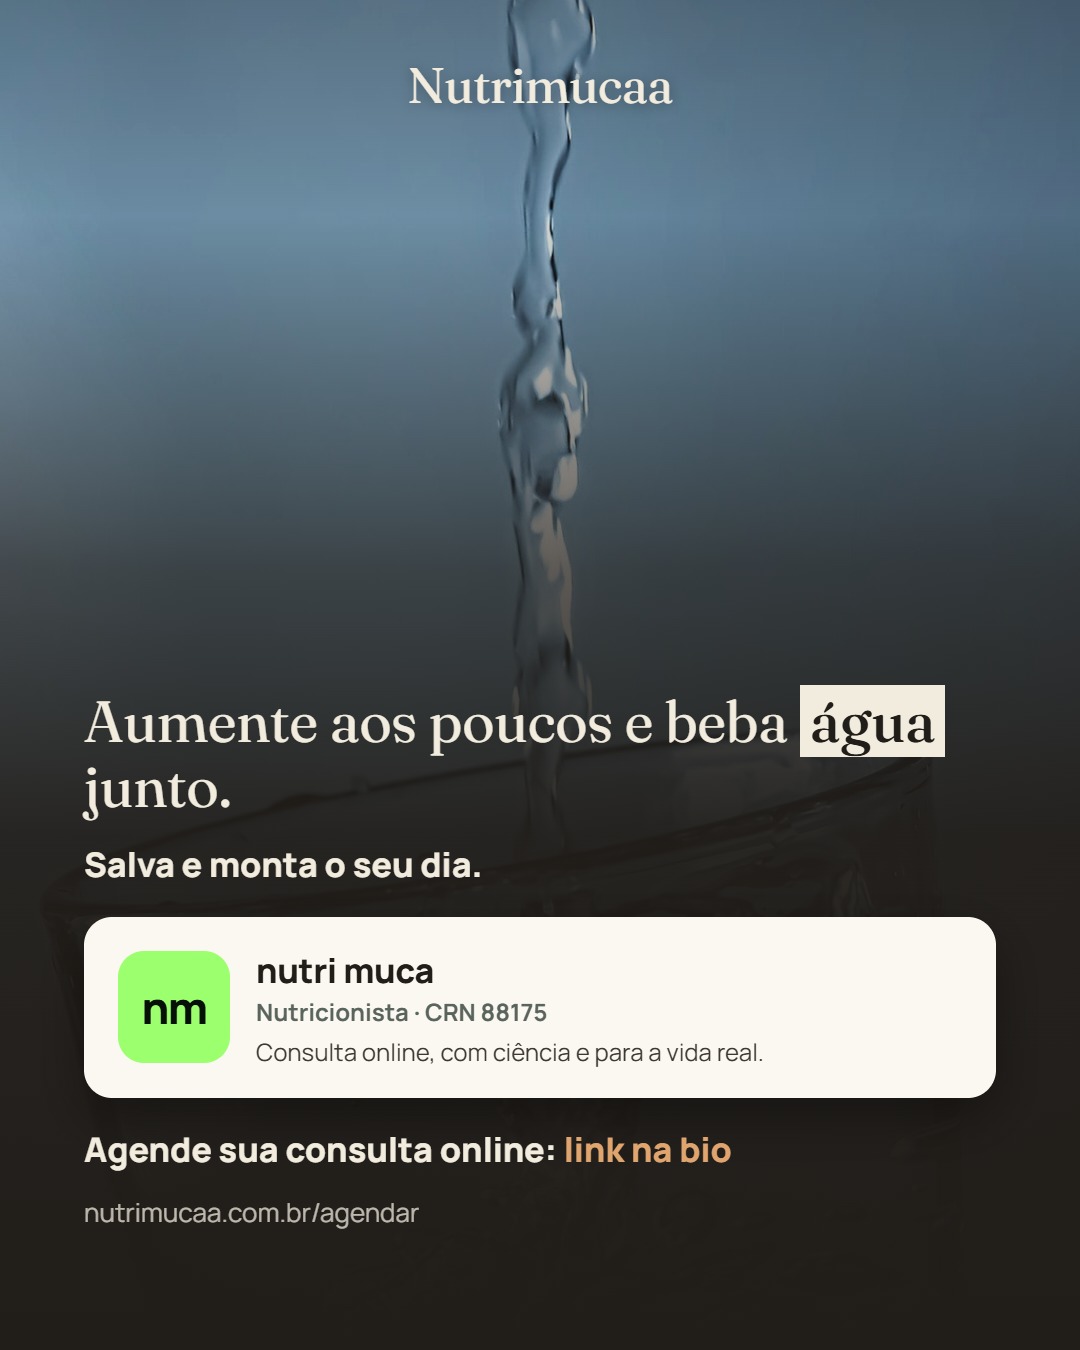 Nutrimucaa
Aumente aos poucos e beba água
junto.
Salva e monta o seu dia.
nm
nutri muca
Nutricionista · CRN 88175
Consulta online, com ciência e para a vida real.
Agende sua consulta online: link na bio
nutrimucaa.com.br/agendar